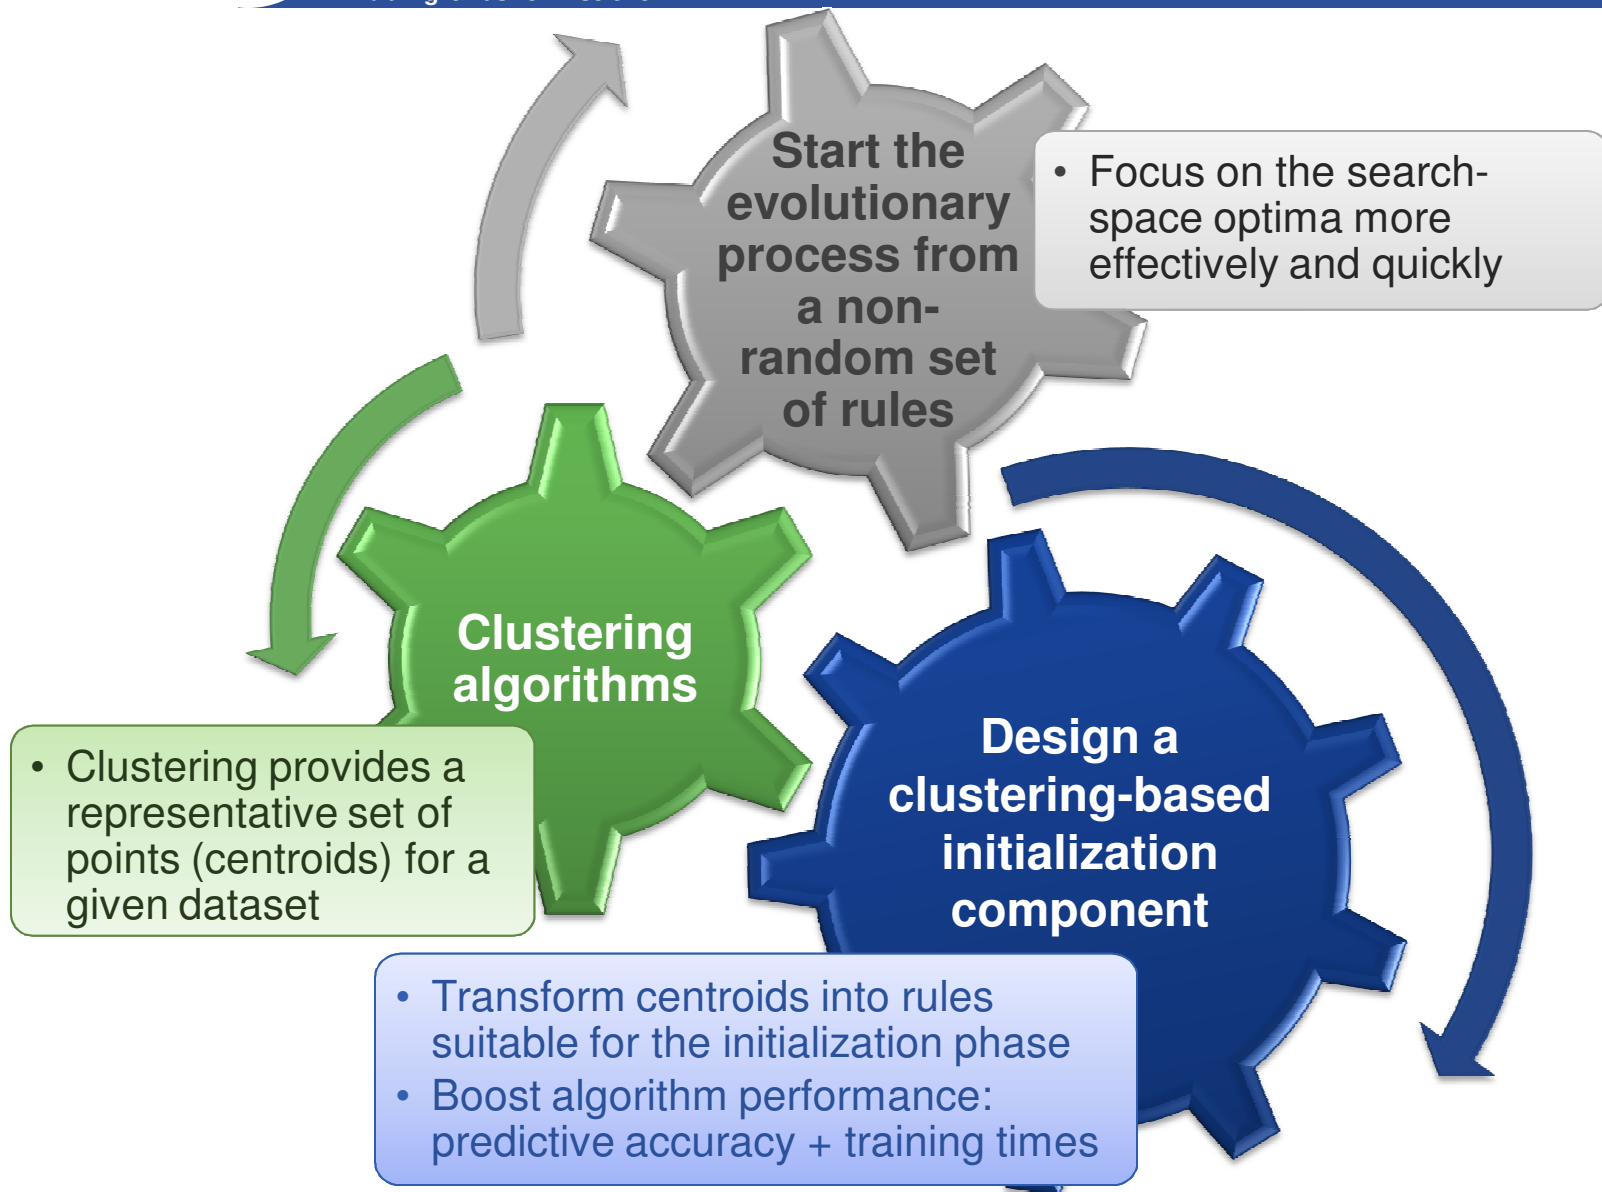 Start the
evolutionary
process from
a non-
random set
of rules
• Focus on the search-
space optima more
effectively and quickly
Clustering
algorithms
• Clustering provides a
representative set of
points (centroids) for a
given dataset
Design a
clustering-based
initialization
component
• Transform centroids into rules
suitable for the initialization phase
• Boost algorithm performance:
predictive accuracy + training times